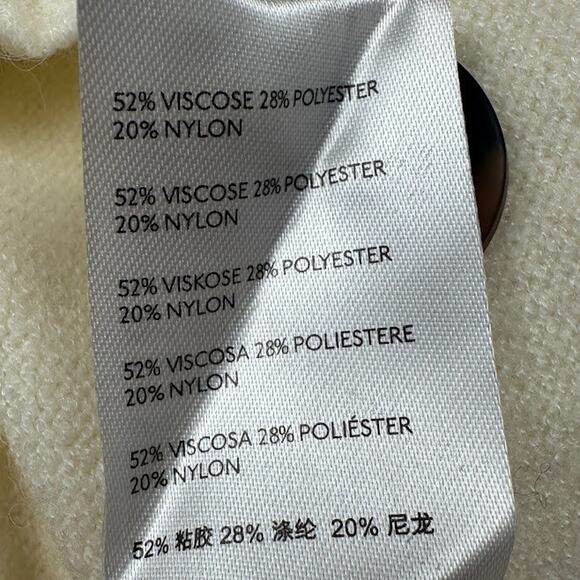 52% VISCOSE 28% POLYESTER
20% NYLON
52% VISCOSE 28% POLYESTER
20% NYLON
52% VISKOSE 28% POLYESTER
20% NYLON
52% VISCOSA 28% POLIESTERE
20% NYLON
52% VISCOSA 28% POLIÉSTER
20% NYLON
52% 粘胶 28% 涤纶 20% 尼龙